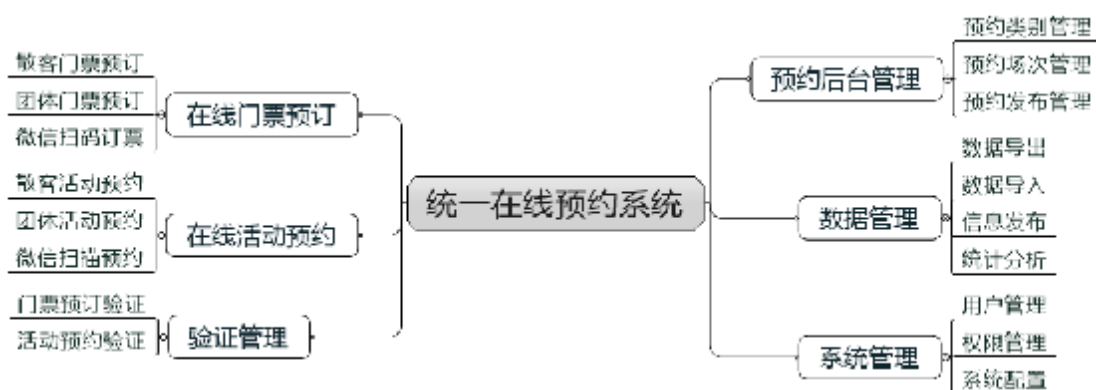 统一在线预约系统
在线门票预订
散客门票预订
团体门票预订
微信扫码订票
在线活动预约
散客活动预约
团体活动预约
微信扫描预约
验证管理
门票预订验证
活动预约验证
预约后台管理
预约类别管理
预约场次管理
预约发布管理
数据管理
数据导出
数据导入
信息发布
统计分析
系统管理
用户管理
权限管理
系统配置